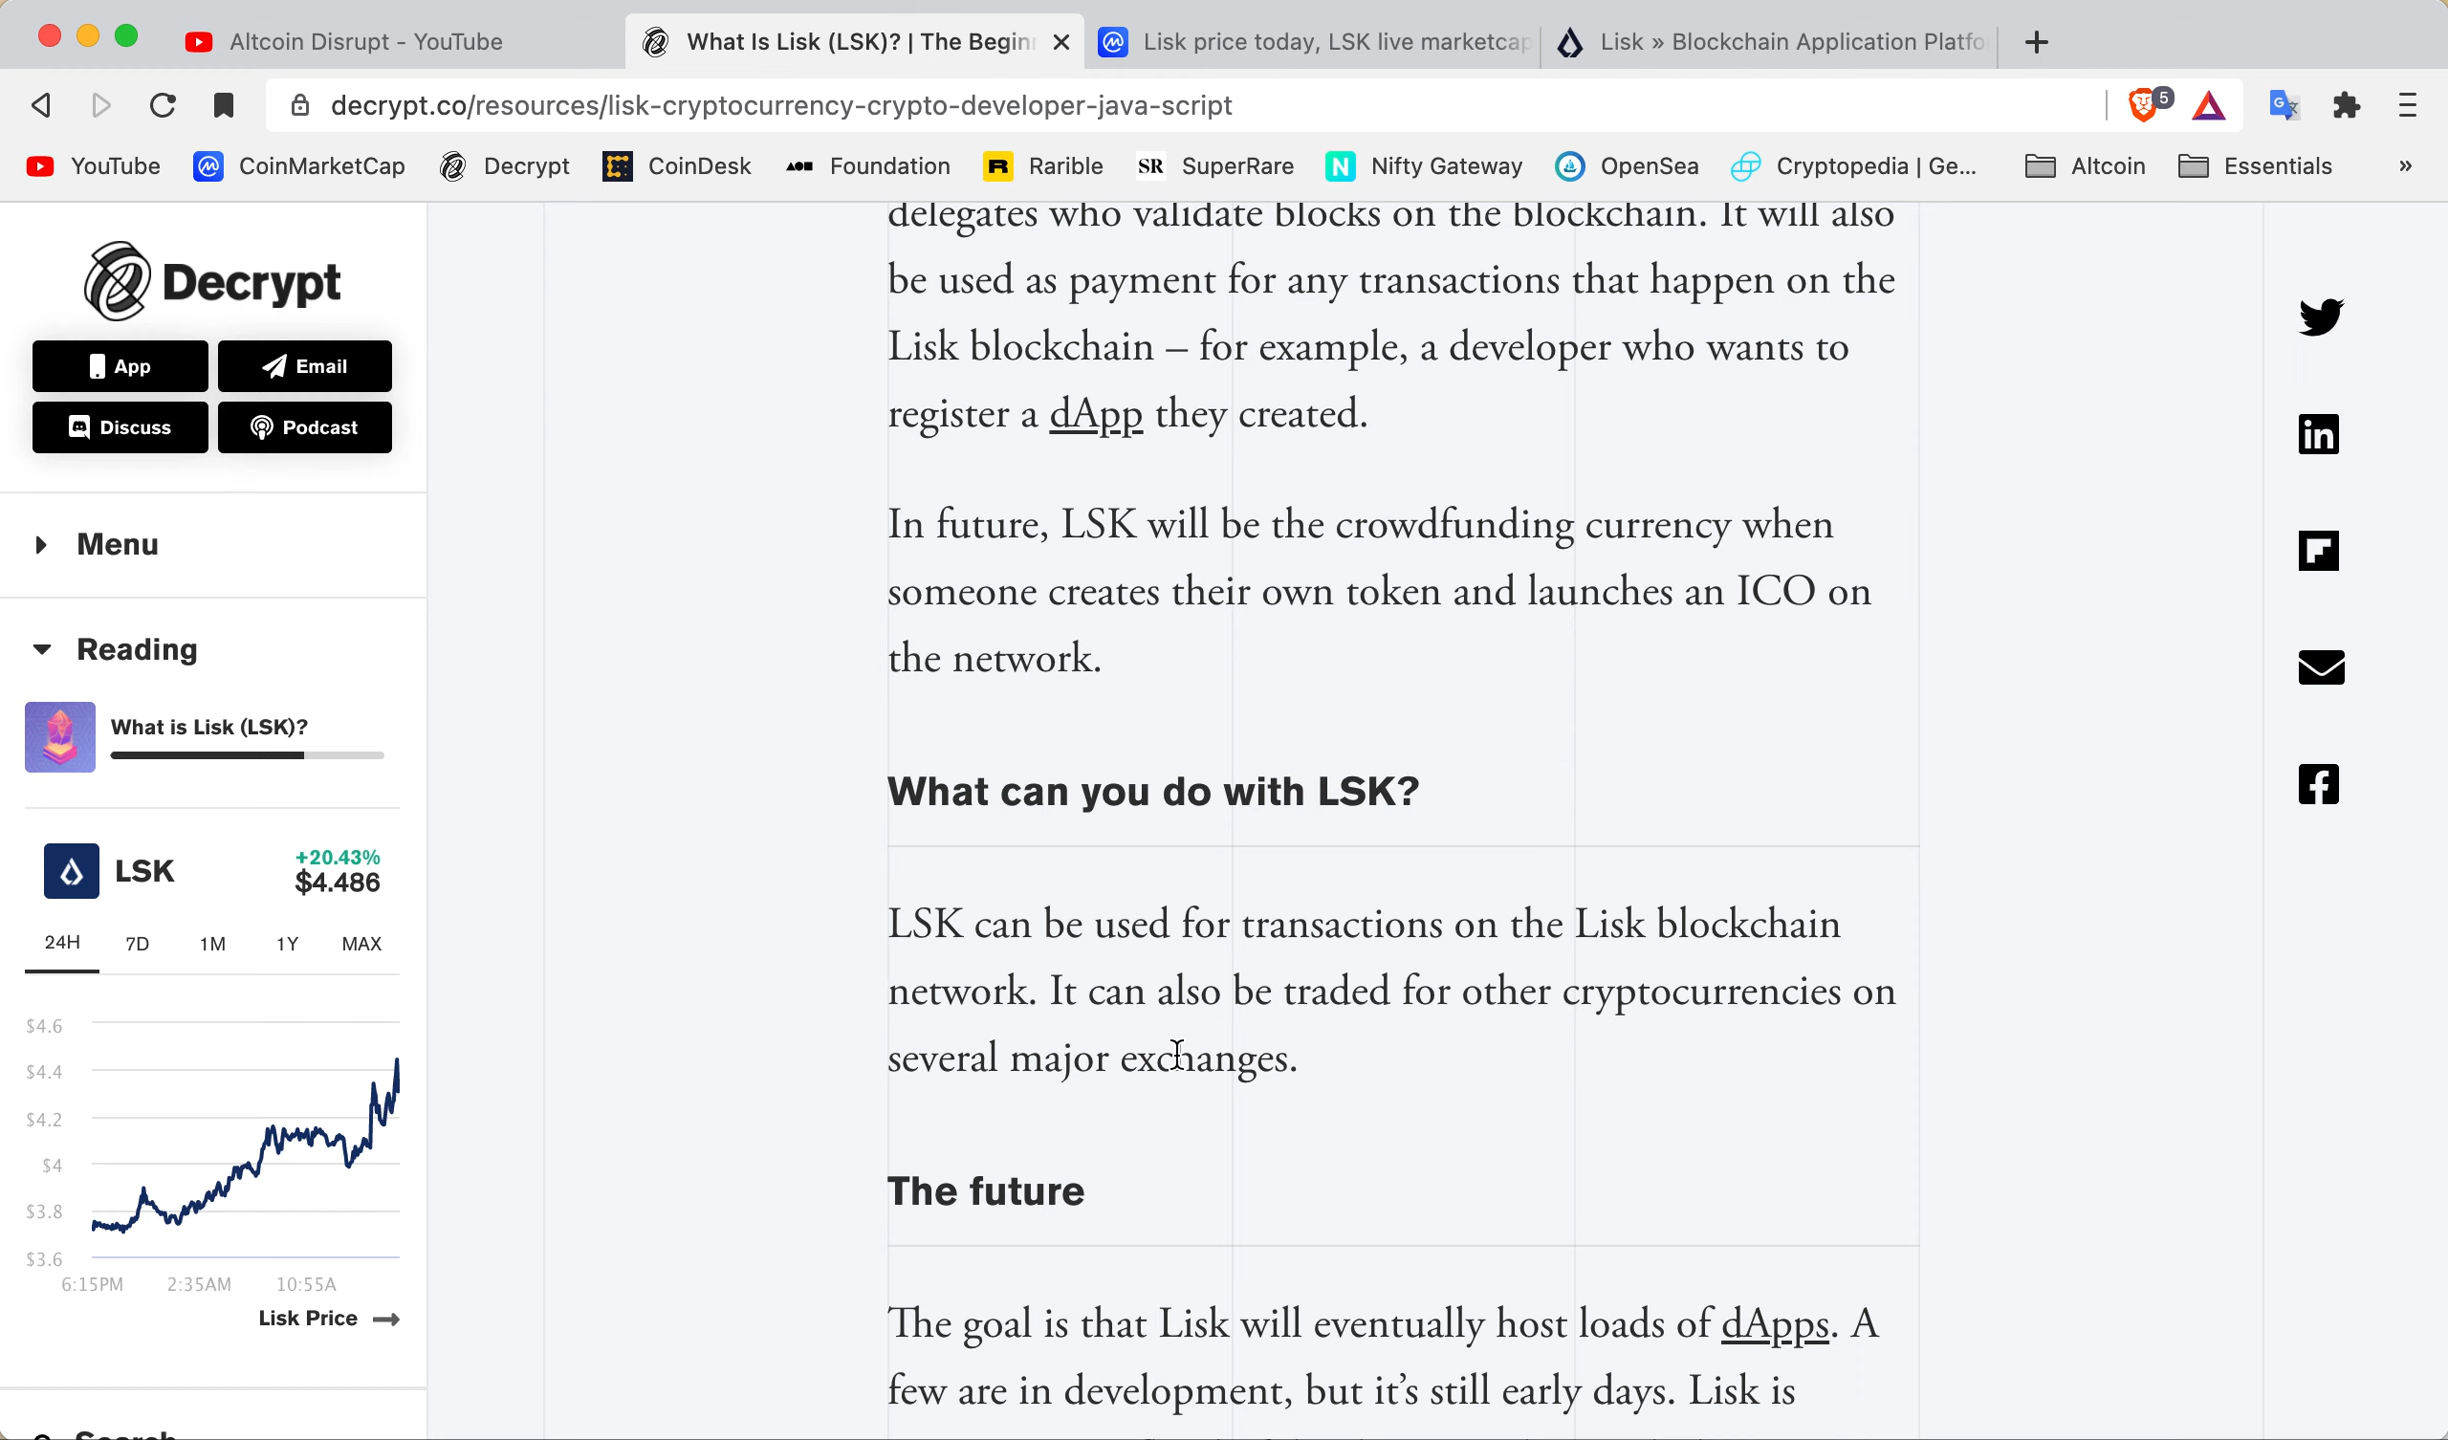 Altcoin Disrupt - YouTube
What Is Lisk (LSK)? | The Begin
Lisk price today, LSK live marketcap
Lisk » Blockchain Application Platfo
decrypt.co/resources/lisk-cryptocurrency-crypto-developer-java-script
5
YouTube
CoinMarketCap
Decrypt
CoinDesk
Foundation
Rarible
SR SuperRare
Nifty Gateway
OpenSea
Cryptopedia | Ge...
Altcoin
Essentials
»
Decrypt
App
Email
Discuss
Podcast
Menu
Reading
What is Lisk (LSK)?
LSK
+20.43%
$4.486
24H 7D 1M 1Y MAX
$4.6
$4.4
$4.2
$4
$3.8
$3.6
6:15PM 2:35AM 10:55A
Lisk Price →
Search
delegates who validate blocks on the blockchain. It will also
be used as payment for any transactions that happen on the
Lisk blockchain – for example, a developer who wants to
register a dApp they created.
In future, LSK will be the crowdfunding currency when
someone creates their own token and launches an ICO on
the network.
What can you do with LSK?
LSK can be used for transactions on the Lisk blockchain
network. It can also be traded for other cryptocurrencies on
several major exchanges.
The future
The goal is that Lisk will eventually host loads of dApps. A
few are in development, but it’s still early days. Lisk is